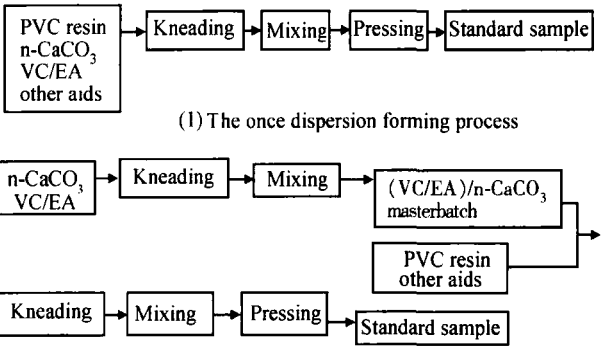 PVC resin
n-CaCO₃
VC/EA
other aids
Kneading
Mixing
Pressing
Standard sample
(1) The once dispersion forming process
n-CaCO₃
VC/EA
Kneading
Mixing
(VC/EA)/n-CaCO₃
masterbatch
PVC resin
other aids
Kneading
Mixing
Pressing
Standard sample